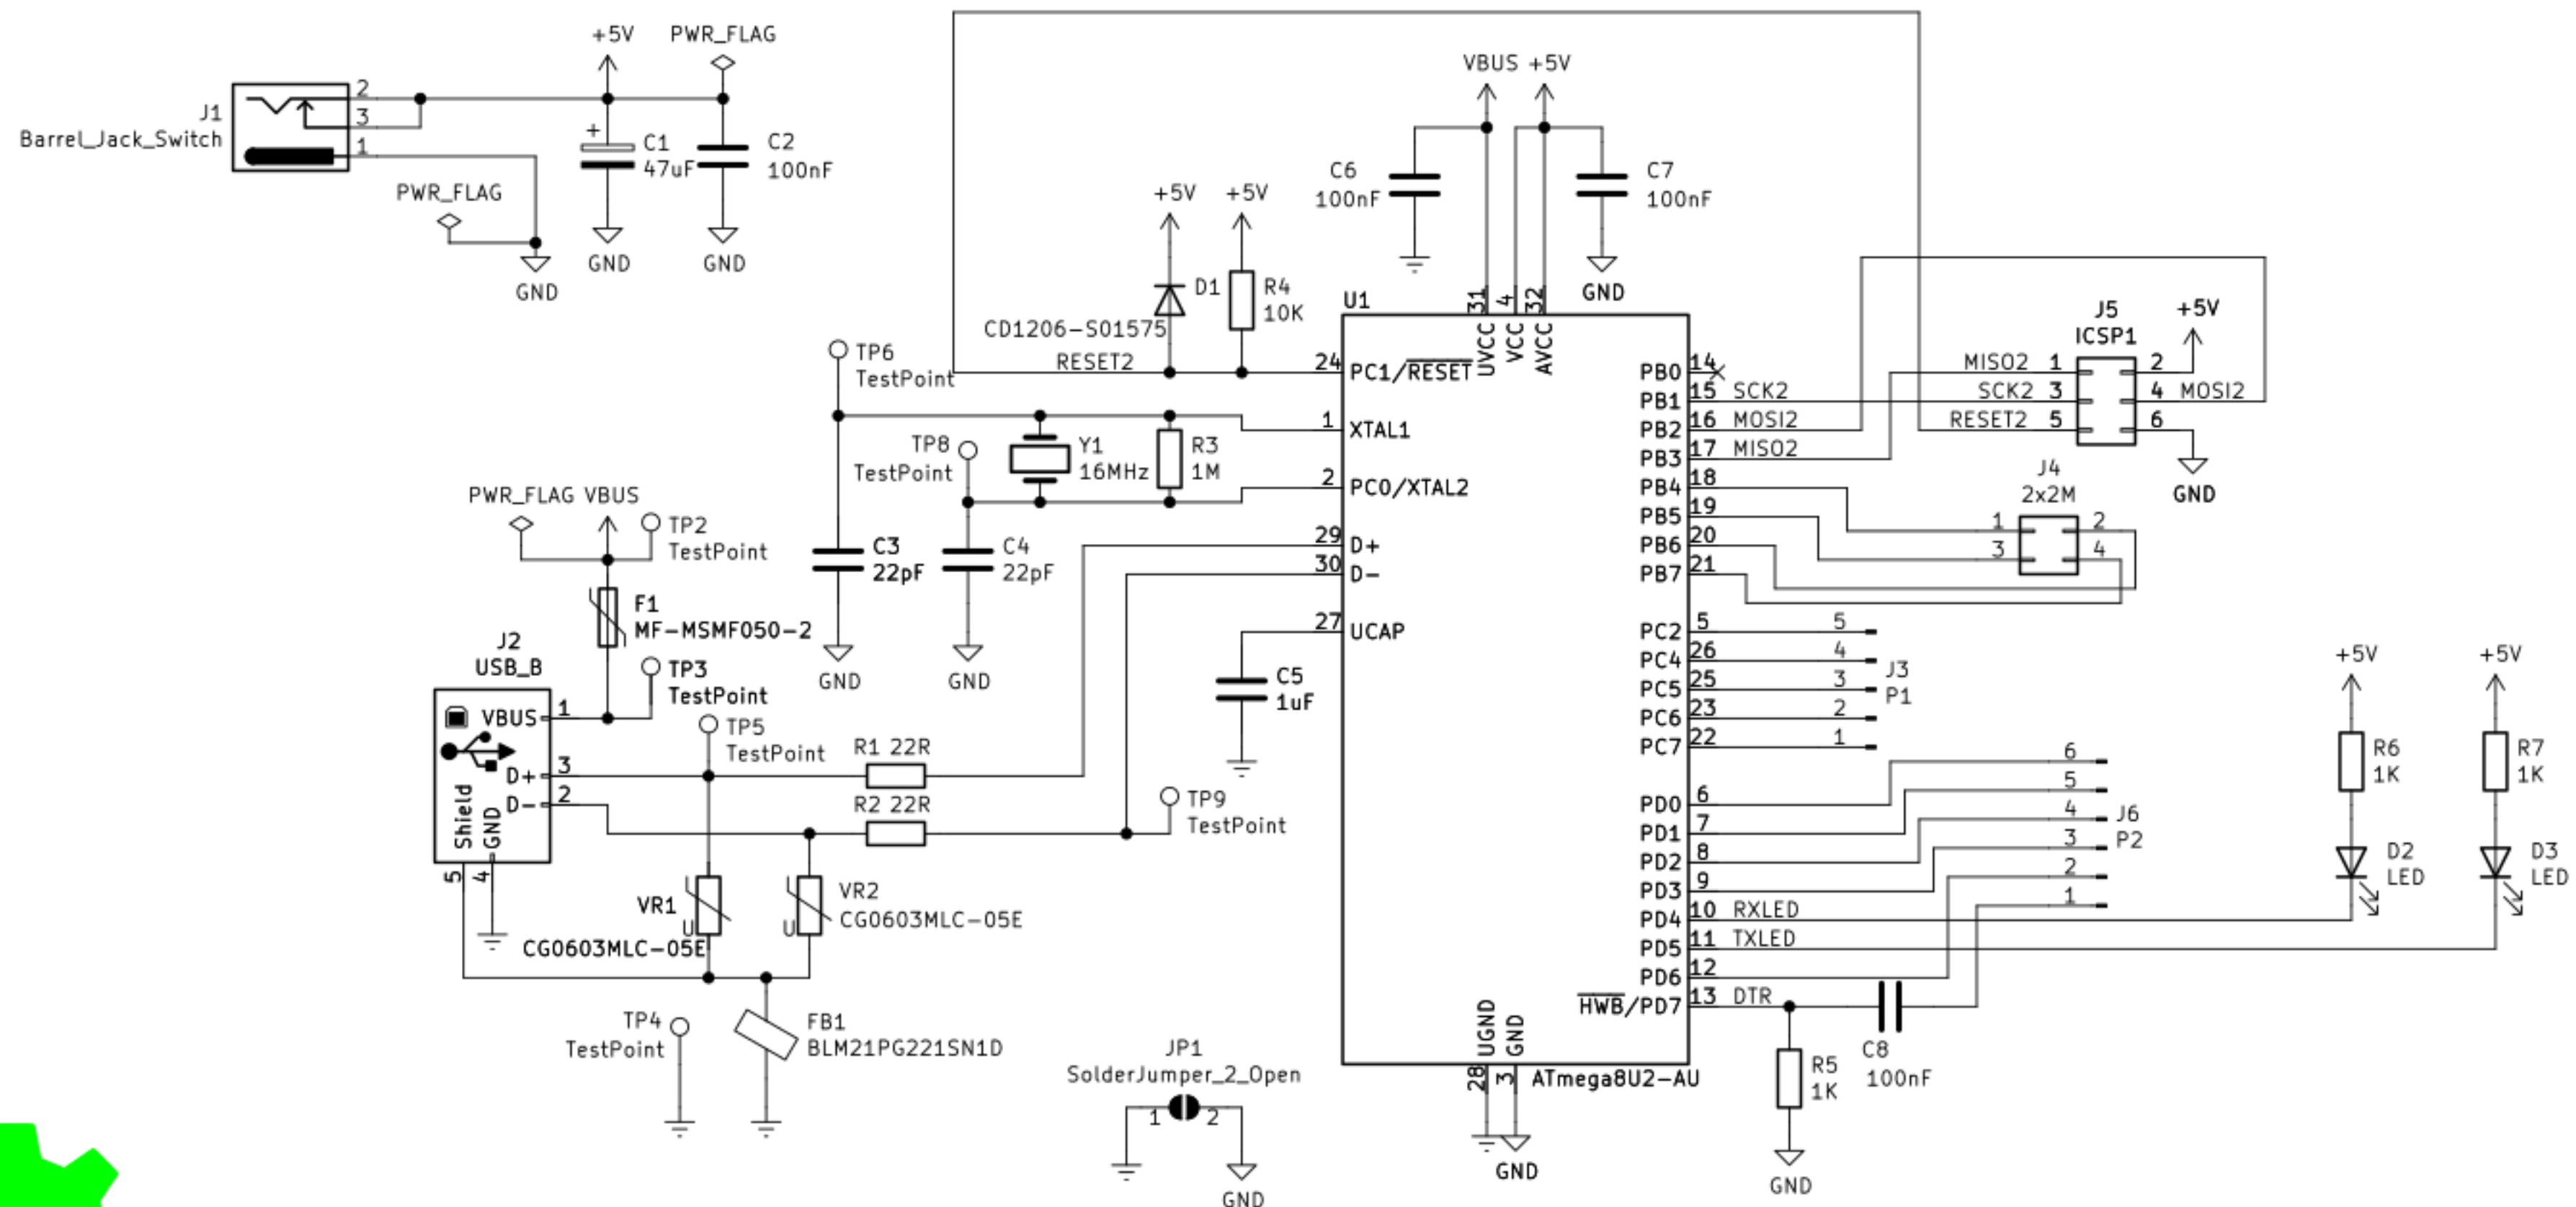 +5V
PWR_FLAG
J1
Barrel_Jack_Switch
2
3
1
+
C1
47uF
C2
100nF
PWR_FLAG
GND
GND
GND
VBUS +5V
C6
100nF
C7
100nF
GND
+5V
+5V
D1
CD1206-S01575
R4
10K
RESET2
TP6
TestPoint
TP8
TestPoint
Y1
16MHz
R3
1M
C3
22pF
C4
22pF
GND
GND
PWR_FLAG VBUS
TP2
TestPoint
F1
MF-MSMF050-2
TP3
TestPoint
J2
USB_B
VBUS
1
D+
3
D-
2
Shield
GND
5
4
TP5
TestPoint
R1 22R
R2 22R
TP9
TestPoint
VR1
U
CG0603MLC-05E
VR2
U
CG0603MLC-05E
TP4
TestPoint
FB1
BLM21PG221SN1D
C5
1uF
JP1
SolderJumper_2_Open
1
2
GND
U1
31
4
32
UVCC
VCC
AVCC
24
PC1/RESET
1
XTAL1
2
PC0/XTAL2
29
D+
30
D-
27
UCAP
PB0
14
PB1
15
SCK2
PB2
16
MOSI2
PB3
17
MISO2
PB4
18
PB5
19
PB6
20
PB7
21
PC2
5
PC4
26
PC5
25
PC6
23
PC7
22
PD0
6
PD1
7
PD2
8
PD3
9
PD4
10
RXLED
PD5
11
TXLED
PD6
12
HWB/PD7
13
DTR
UGND
GND
28
3
ATmega8U2-AU
GND
J5
ICSP1
+5V
MISO2
1
2
SCK2
3
4
MOSI2
RESET2
5
6
GND
J4
2x2M
1
2
3
4
5
4
3
2
1
J3
P1
6
5
4
3
2
1
J6
P2
R5
1K
C8
100nF
GND
+5V
+5V
R6
1K
R7
1K
D2
LED
D3
LED